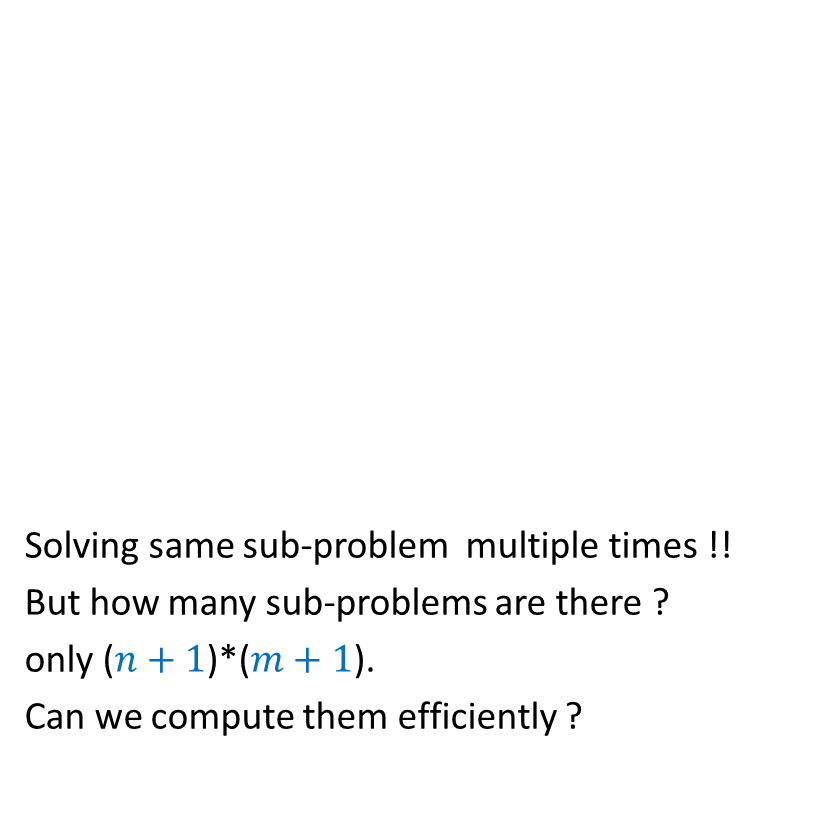 Solving same sub-problem multiple times !!
But how many sub-problems are there ?
only (n + 1)*(m + 1).
Can we compute them efficiently ?